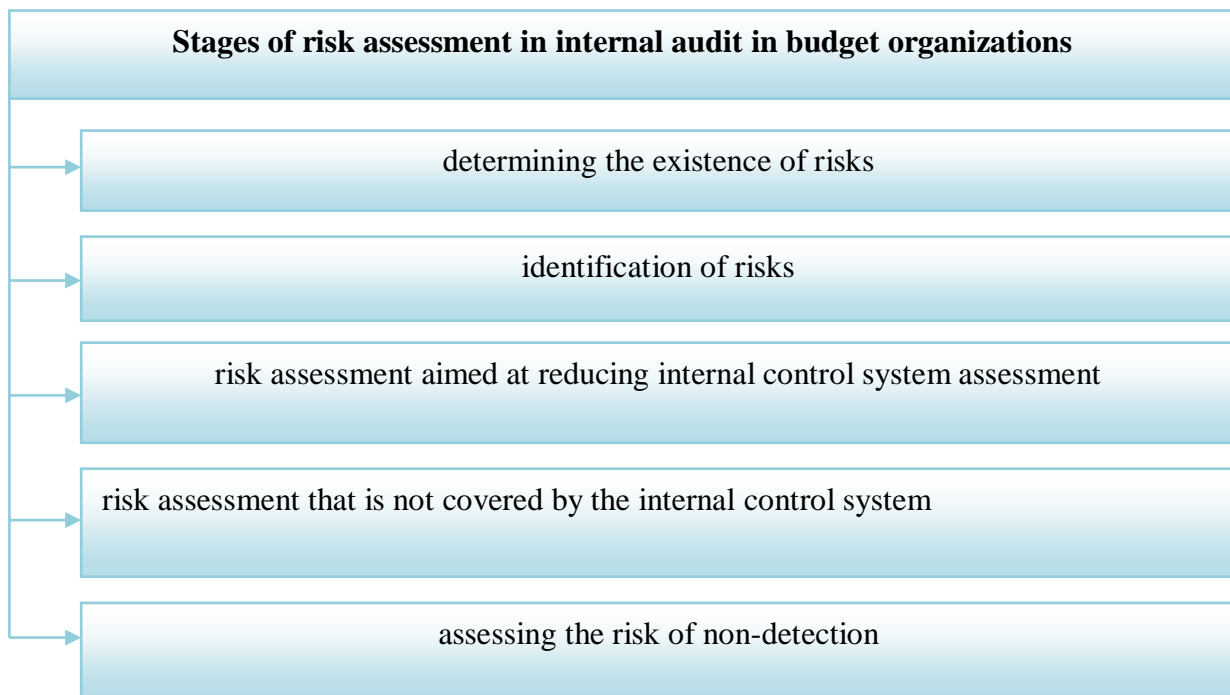 Stages of risk assessment in internal audit in budget organizations
determining the existence of risks
identification of risks
risk assessment aimed at reducing internal control system assessment
risk assessment that is not covered by the internal control system
assessing the risk of non-detection